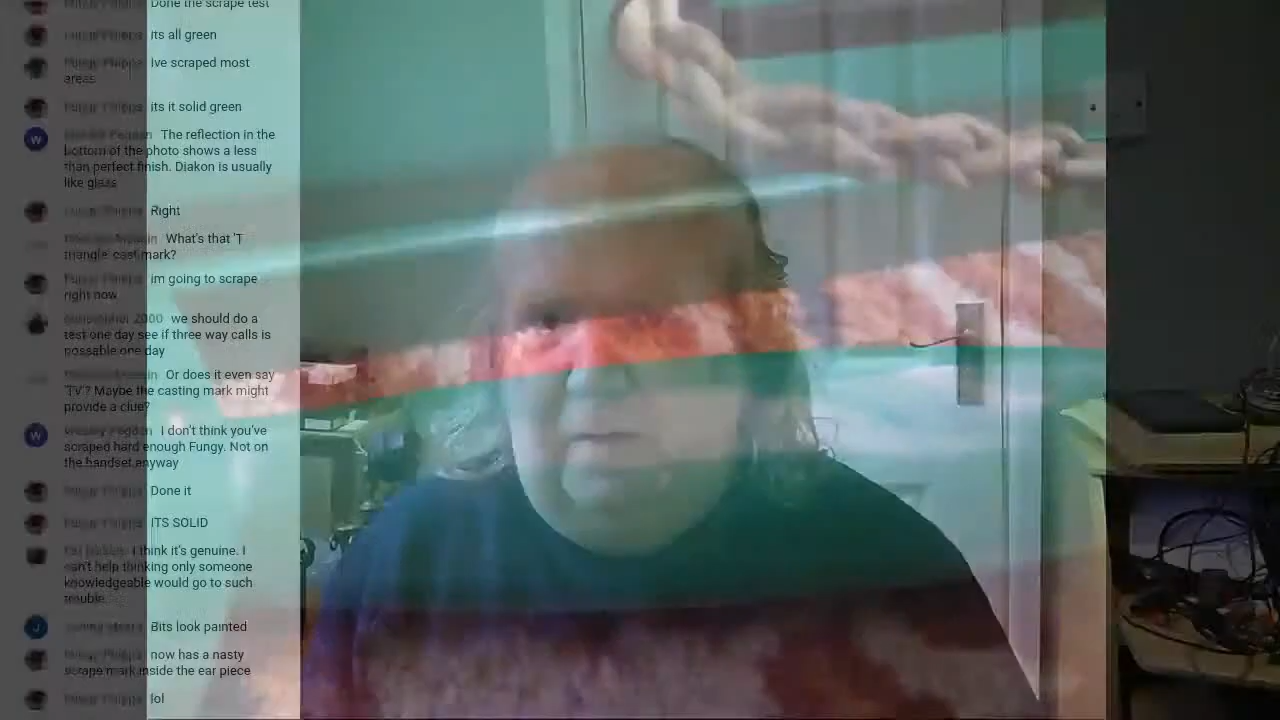 Done the scrape test
its all green
Ive scraped most
areas
its it solid green
The reflection in the
bottom of the photo shows a less
than perfect finish. Diakon is usually
like glass
Right
What's that 'T
triangle' cast mark?
im going to scrape
right now
2000 we should do a
test one day see if three way calls is
possable one day
Or does it even say
'TV'? Maybe the casting mark might
provide a clue?
W
I don't think you've
scraped hard enough Fungy. Not on
the handset anyway
Done it
ITS SOLID
I think it's genuine. I
can't help thinking only someone
knowledgeable would go to such
trouble.
J
Bits look painted
now has a nasty
scrape mark inside the ear piece
lol